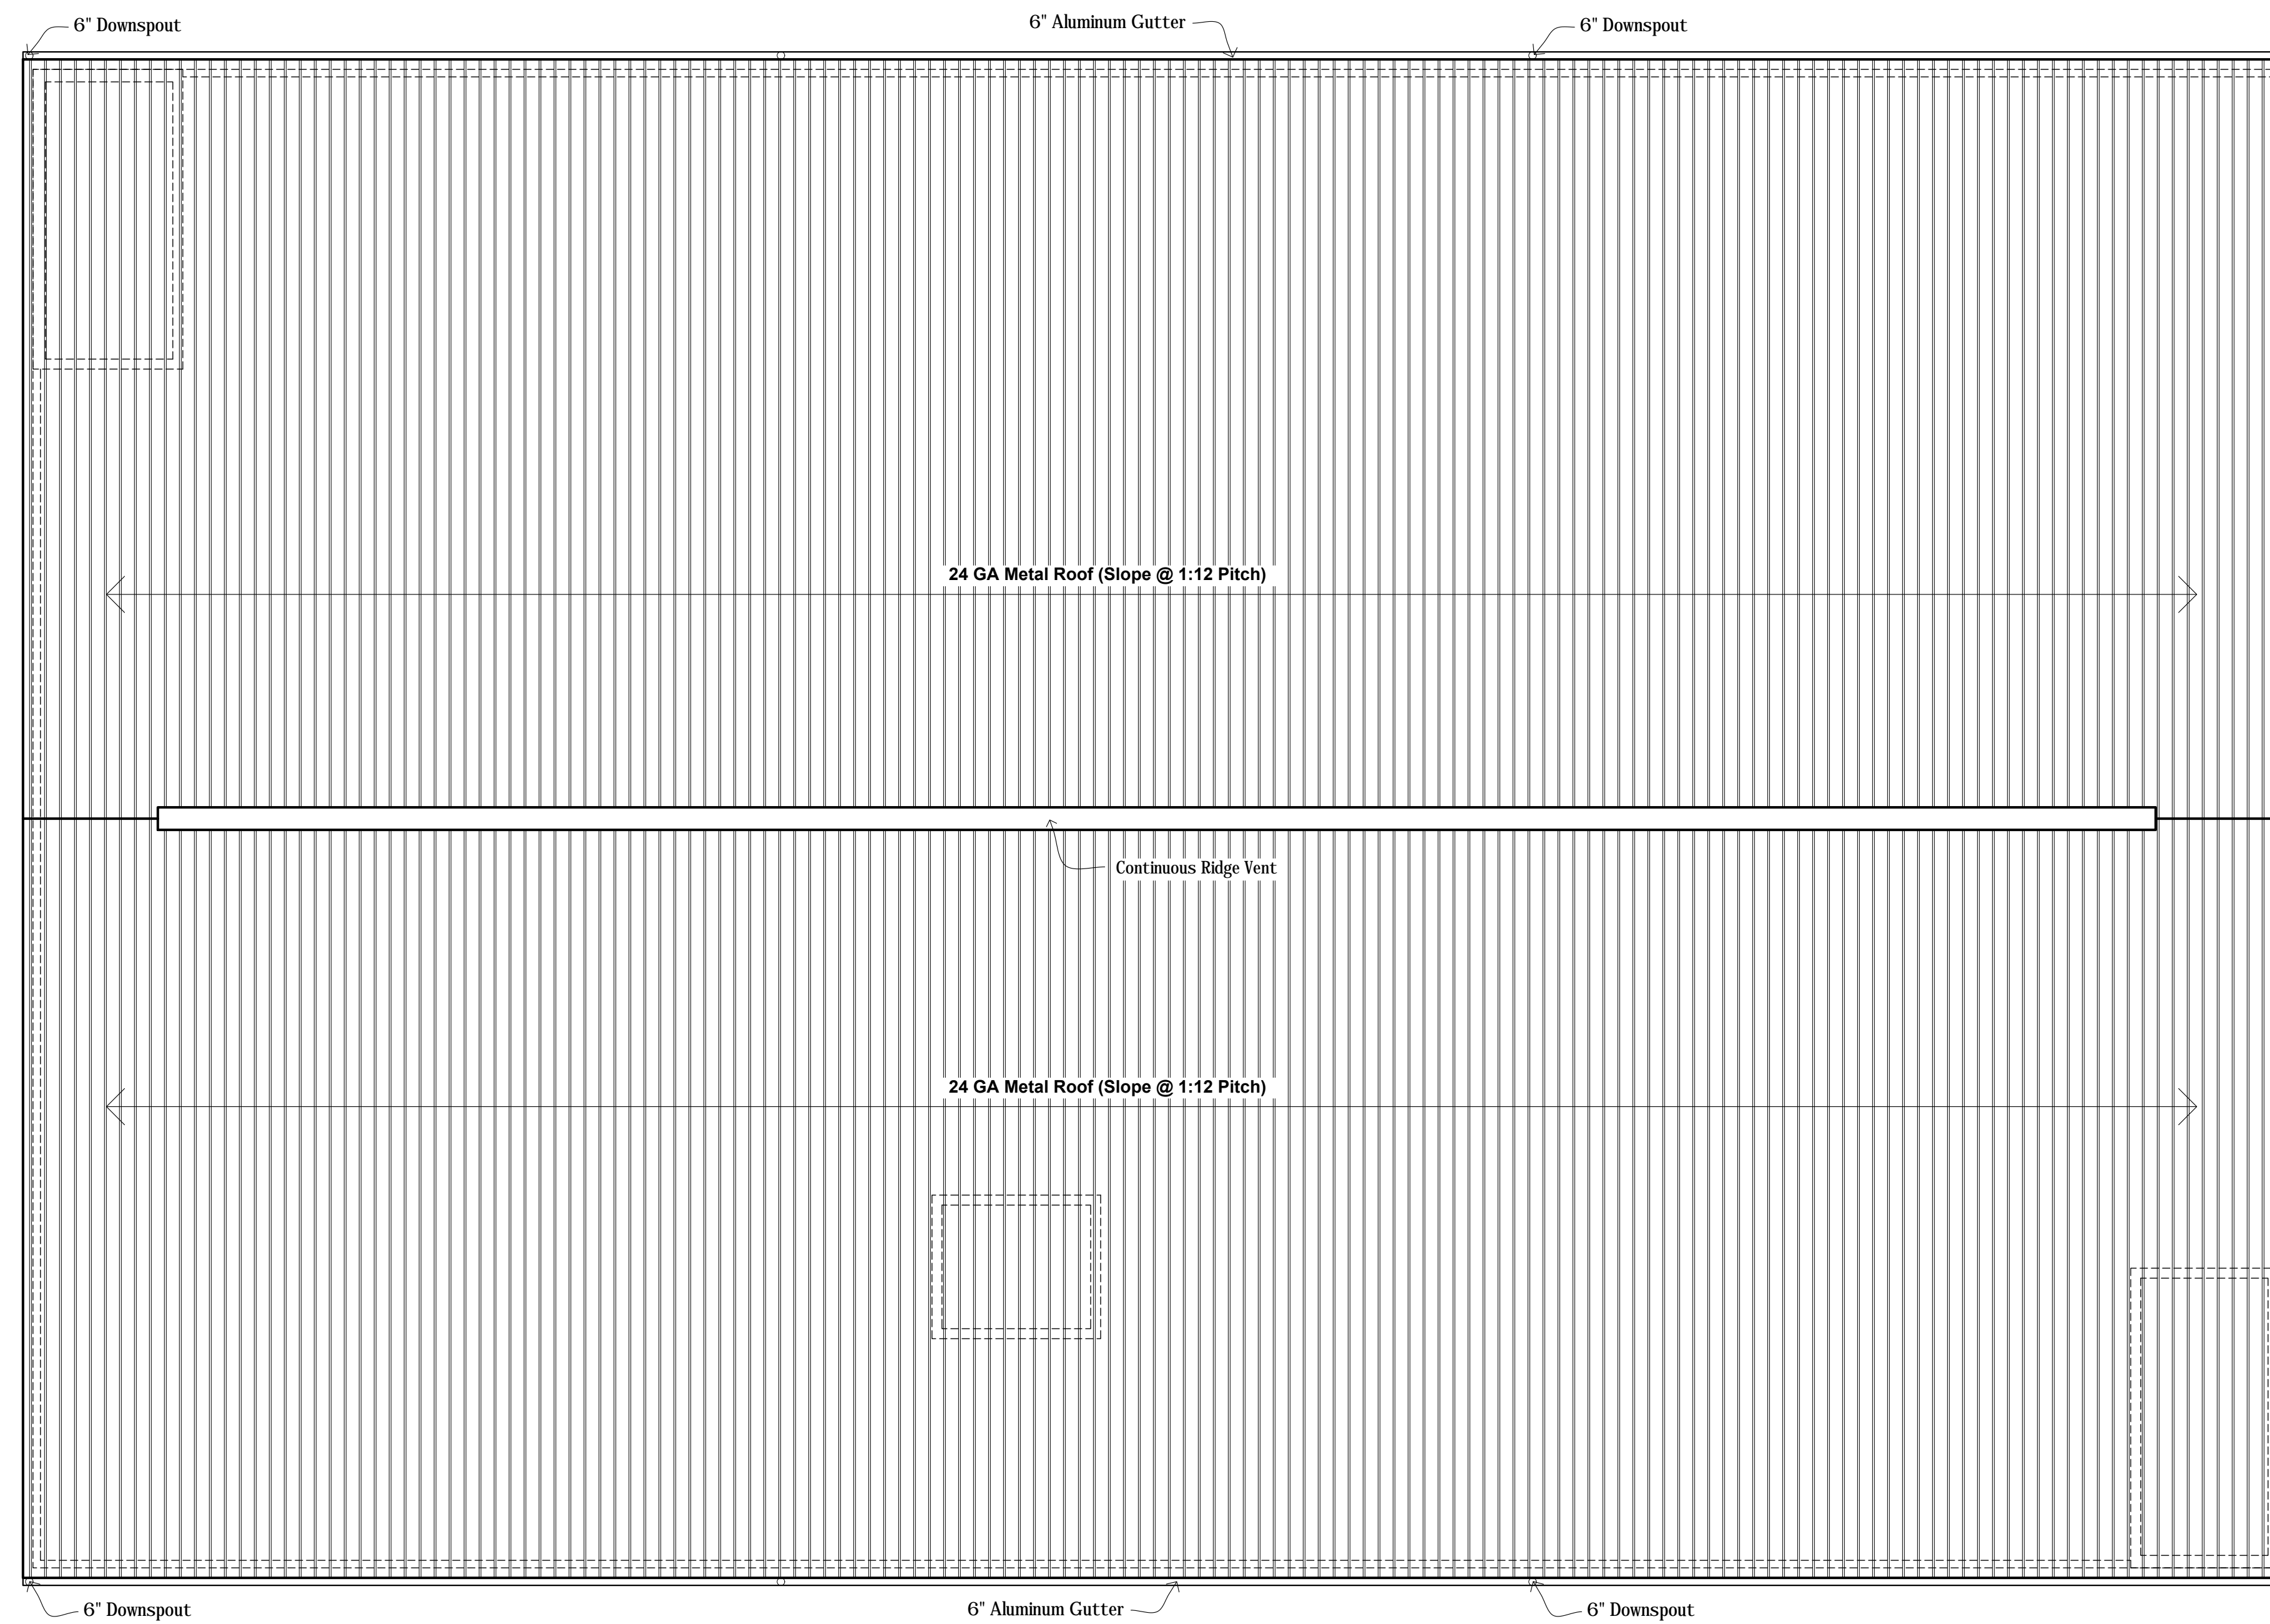 6" Downspout
6" Aluminum Gutter
6" Downspout
24 GA Metal Roof (Slope @ 1:12 Pitch)
Continuous Ridge Vent
24 GA Metal Roof (Slope @ 1:12 Pitch)
6" Downspout
6" Aluminum Gutter
6" Downspout